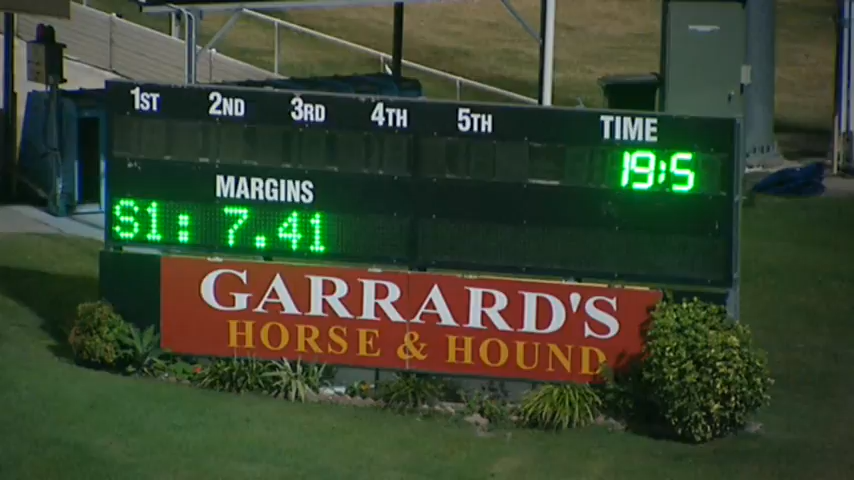 1ST 2ND 3RD 4TH 5TH TIME
19:5
MARGINS
S1: 7.41
GARRARD'S
HORSE & HOUND